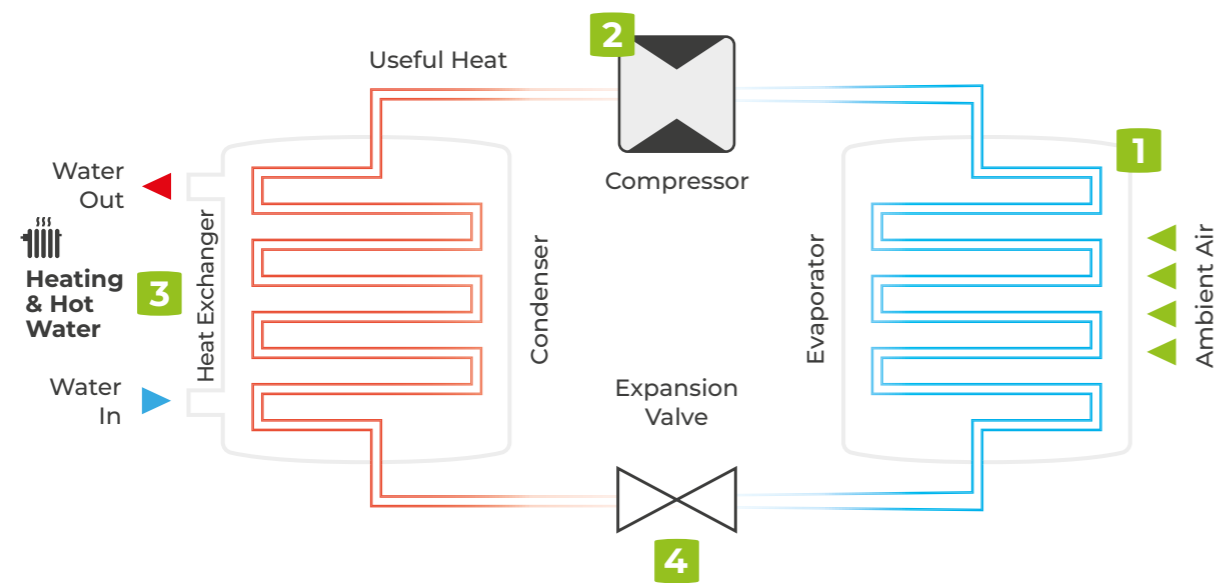 2
Useful Heat
Compressor
1
Water
Out
Heating
& Hot
Water
3
Heat Exchanger
Water
In
Condenser
Evaporator
Ambient Air
Expansion
Valve
4